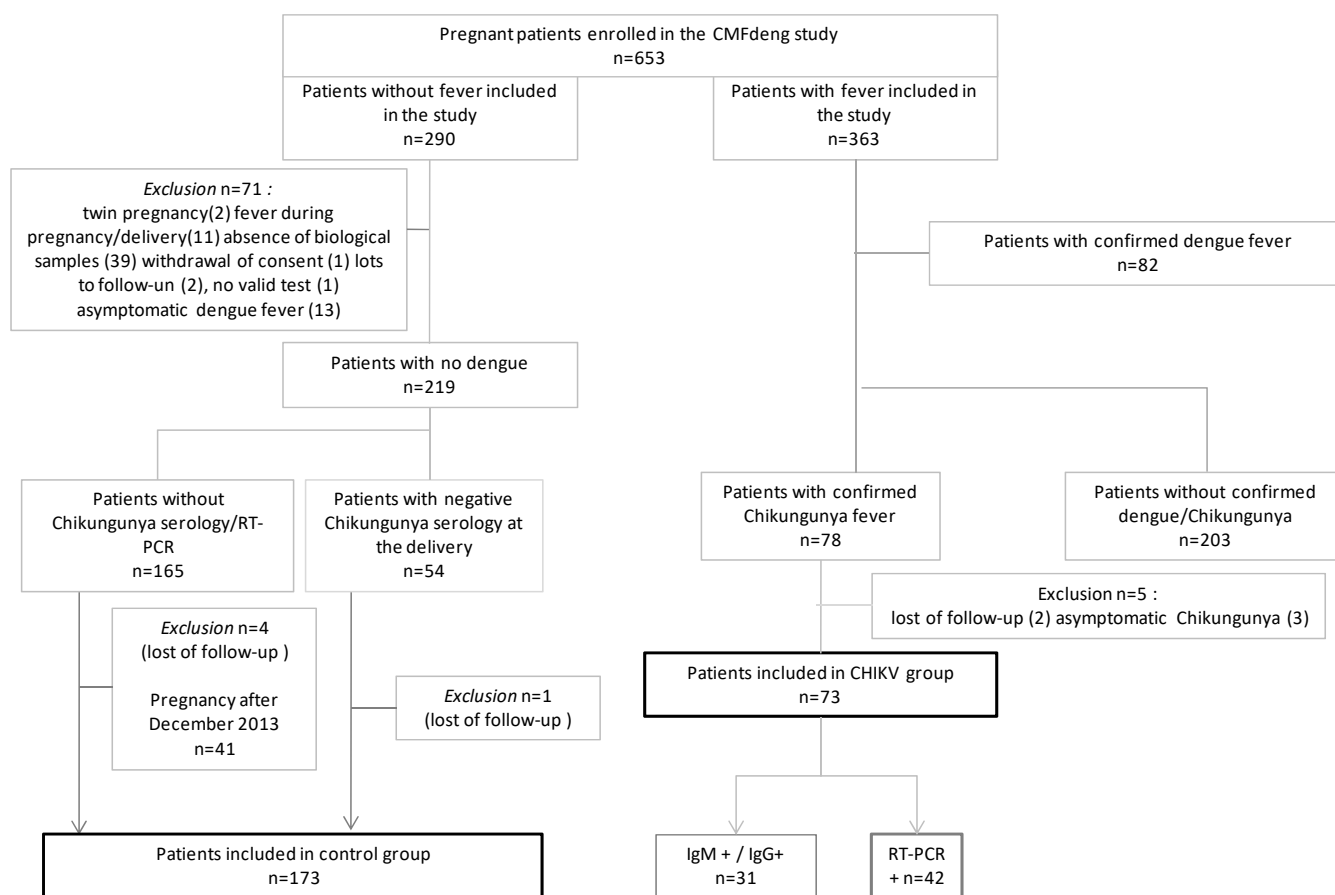 Pregnant patients enrolled in the CMFdeng study
n=653
Patients without fever included
in the study
n=290
Patients with fever included in
the study
n=363
Exclusion n=71 :
twin pregnancy(2) fever during
pregnancy/delivery(11) absence of biological
samples (39) withdrawal of consent (1) lots
to follow-un (2), no valid test (1)
asymptomatic dengue fever (13)
Patients with confirmed dengue fever
n=82
Patients with no dengue
n=219
Patients without
Chikungunya serology/RT-
PCR
n=165
Patients with negative
Chikungunya serology at
the delivery
n=54
Patients with confirmed
Chikungunya fever
n=78
Patients without confirmed
dengue/Chikungunya
n=203
Exclusion n=5 :
lost of follow-up (2) asymptomatic Chikungunya (3)
Exclusion n=4
(lost of follow-up )
Pregnancy after
December 2013
n=41
Exclusion n=1
(lost of follow-up )
Patients included in CHIKV group
n=73
Patients included in control group
n=173
IgM + / IgG+
n=31
RT-PCR
+ n=42